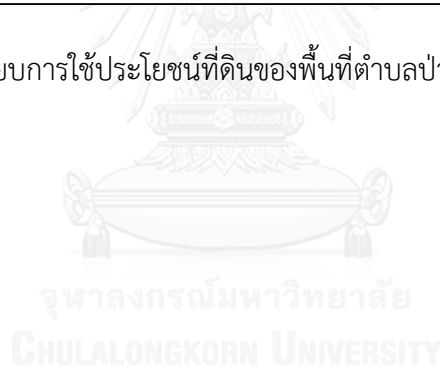 ยบการใช้ประโยชน์ที่ดินของพื้นที่ตำบลป่า
จุฬาลงกรณ์มหาวิทยาลัย
CHULALONGKORN UNIVERSITY